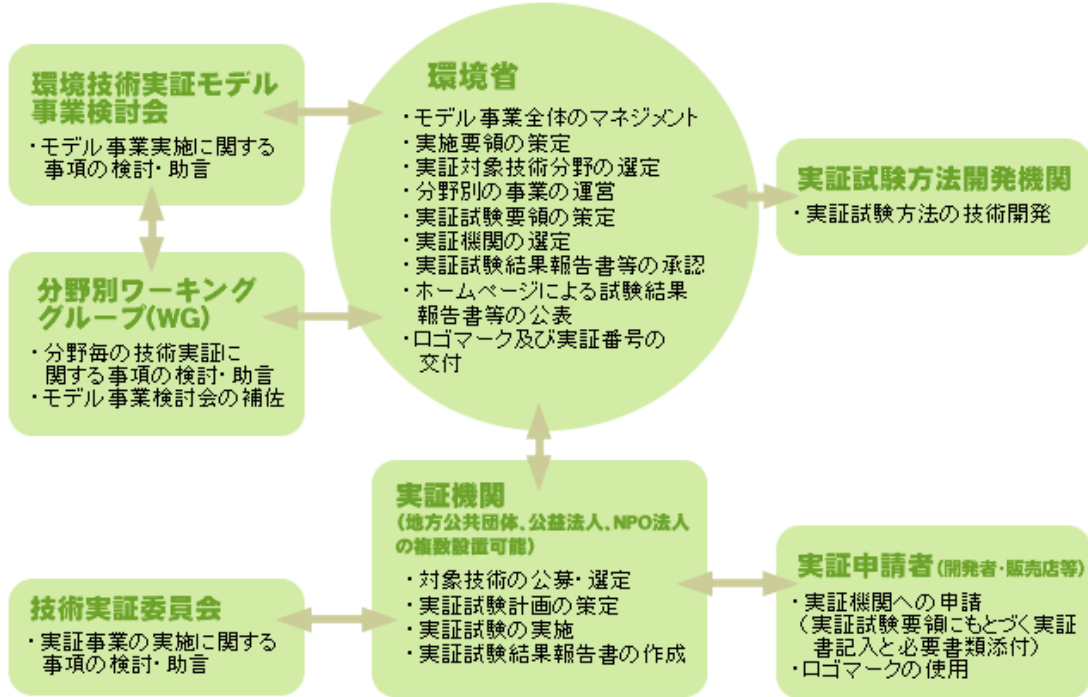 環境技術実証モデル
事業検討会
・モデル事業実施に関する
事項の検討・助言
分野別ワーキング
グループ(WG)
・分野毎の技術実証に
関する事項の検討・助言
・モデル事業検討会の補佐
環境省
・モデル事業全体のマネジメント
・実施要領の策定
・実証対象技術分野の選定
・分野別の事業の運営
・実証試験要領の策定
・実証機関の選定
・実証試験結果報告書等の承認
・ホームページによる試験結果
報告書等の公表
・ロゴマーク及び実証番号の
交付
実証試験方法開発機関
・実証試験方法の技術開発
実証機関
(地方公共団体、公益法人、NPO法人
の複数設置可能)
・対象技術の公募・選定
・実証試験計画の策定
・実証試験の実施
・実証試験結果報告書の作成
技術実証委員会
・実証事業の実施に関する
事項の検討・助言
実証申請者(開発者・販売店等)
・実証機関への申請
(実証試験要領にもとづく実証
書記入と必要書類添付)
・ロゴマークの使用